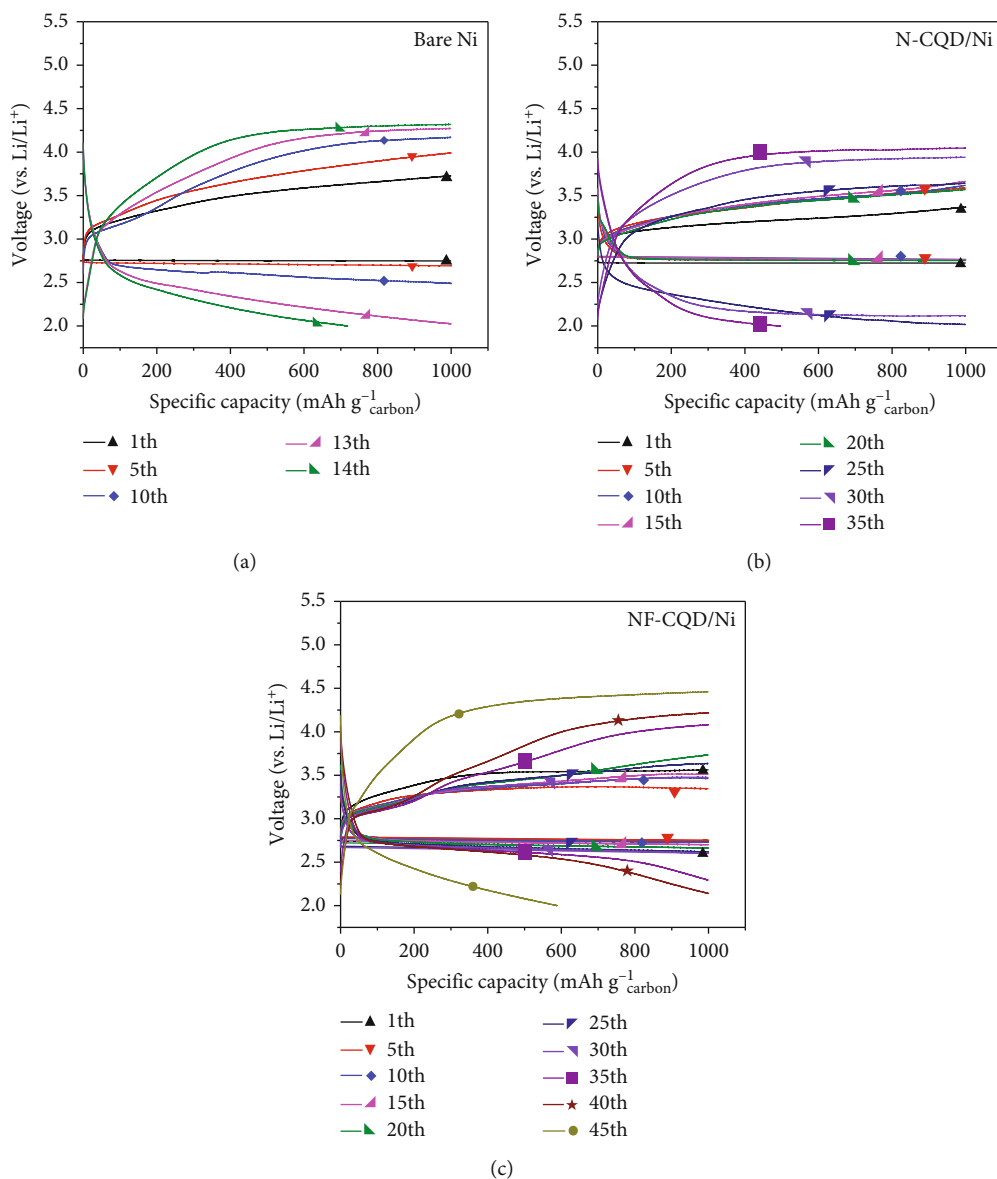 5.5
5.0
4.5
4.0
3.5
3.0
2.5
2.0
Voltage (vs. Li/Li⁺)
Bare Ni
0 200 400 600 800 1000
Specific capacity (mAh g⁻¹carbon)
1th
5th
10th
13th
14th
(a)
5.5
5.0
4.5
4.0
3.5
3.0
2.5
2.0
Voltage (vs. Li/Li⁺)
N-CQD/Ni
0 200 400 600 800 1000
Specific capacity (mAh g⁻¹carbon)
1th
5th
10th
15th
20th
25th
30th
35th
(b)
5.5
5.0
4.5
4.0
3.5
3.0
2.5
2.0
Voltage (vs. Li/Li⁺)
NF-CQD/Ni
0 200 400 600 800 1000
Specific capacity (mAh g⁻¹carbon)
1th
5th
10th
15th
20th
25th
30th
35th
40th
45th
(c)